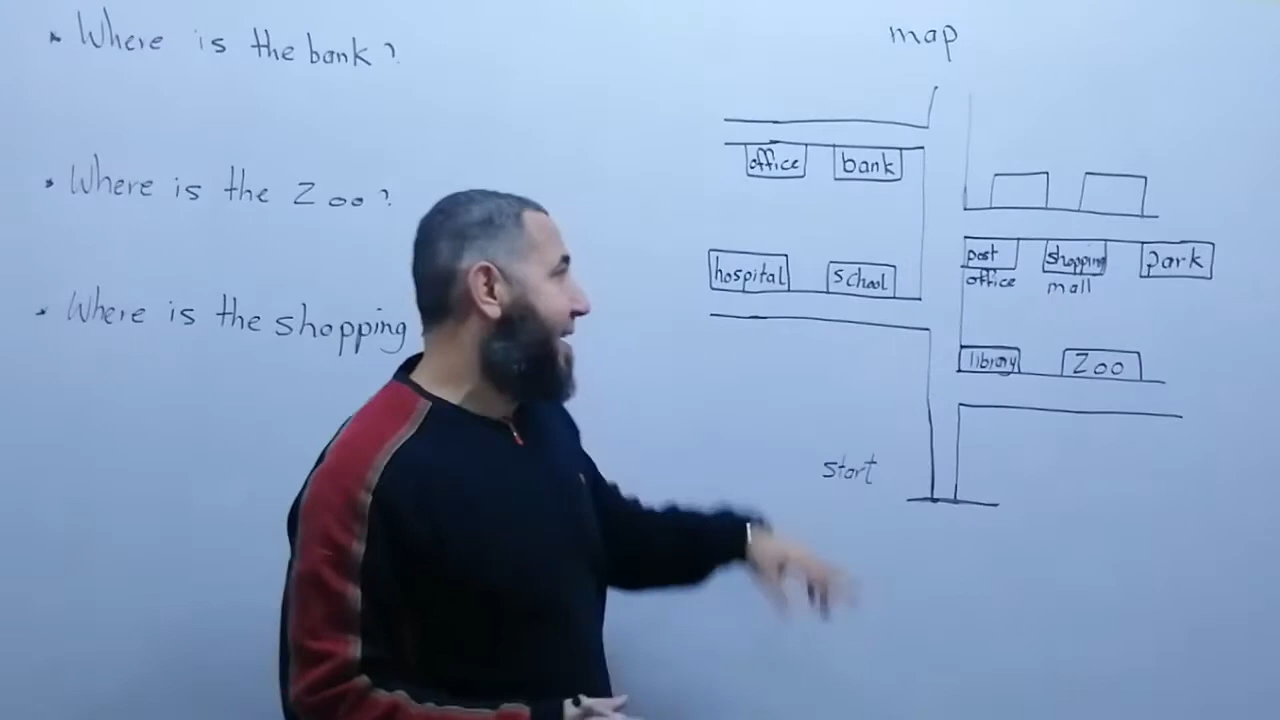 • Where is the bank?
• Where is the Zoo?
• Where is the shopping
map
office bank
hospital school
post office
shopping mall
park
library Zoo
start